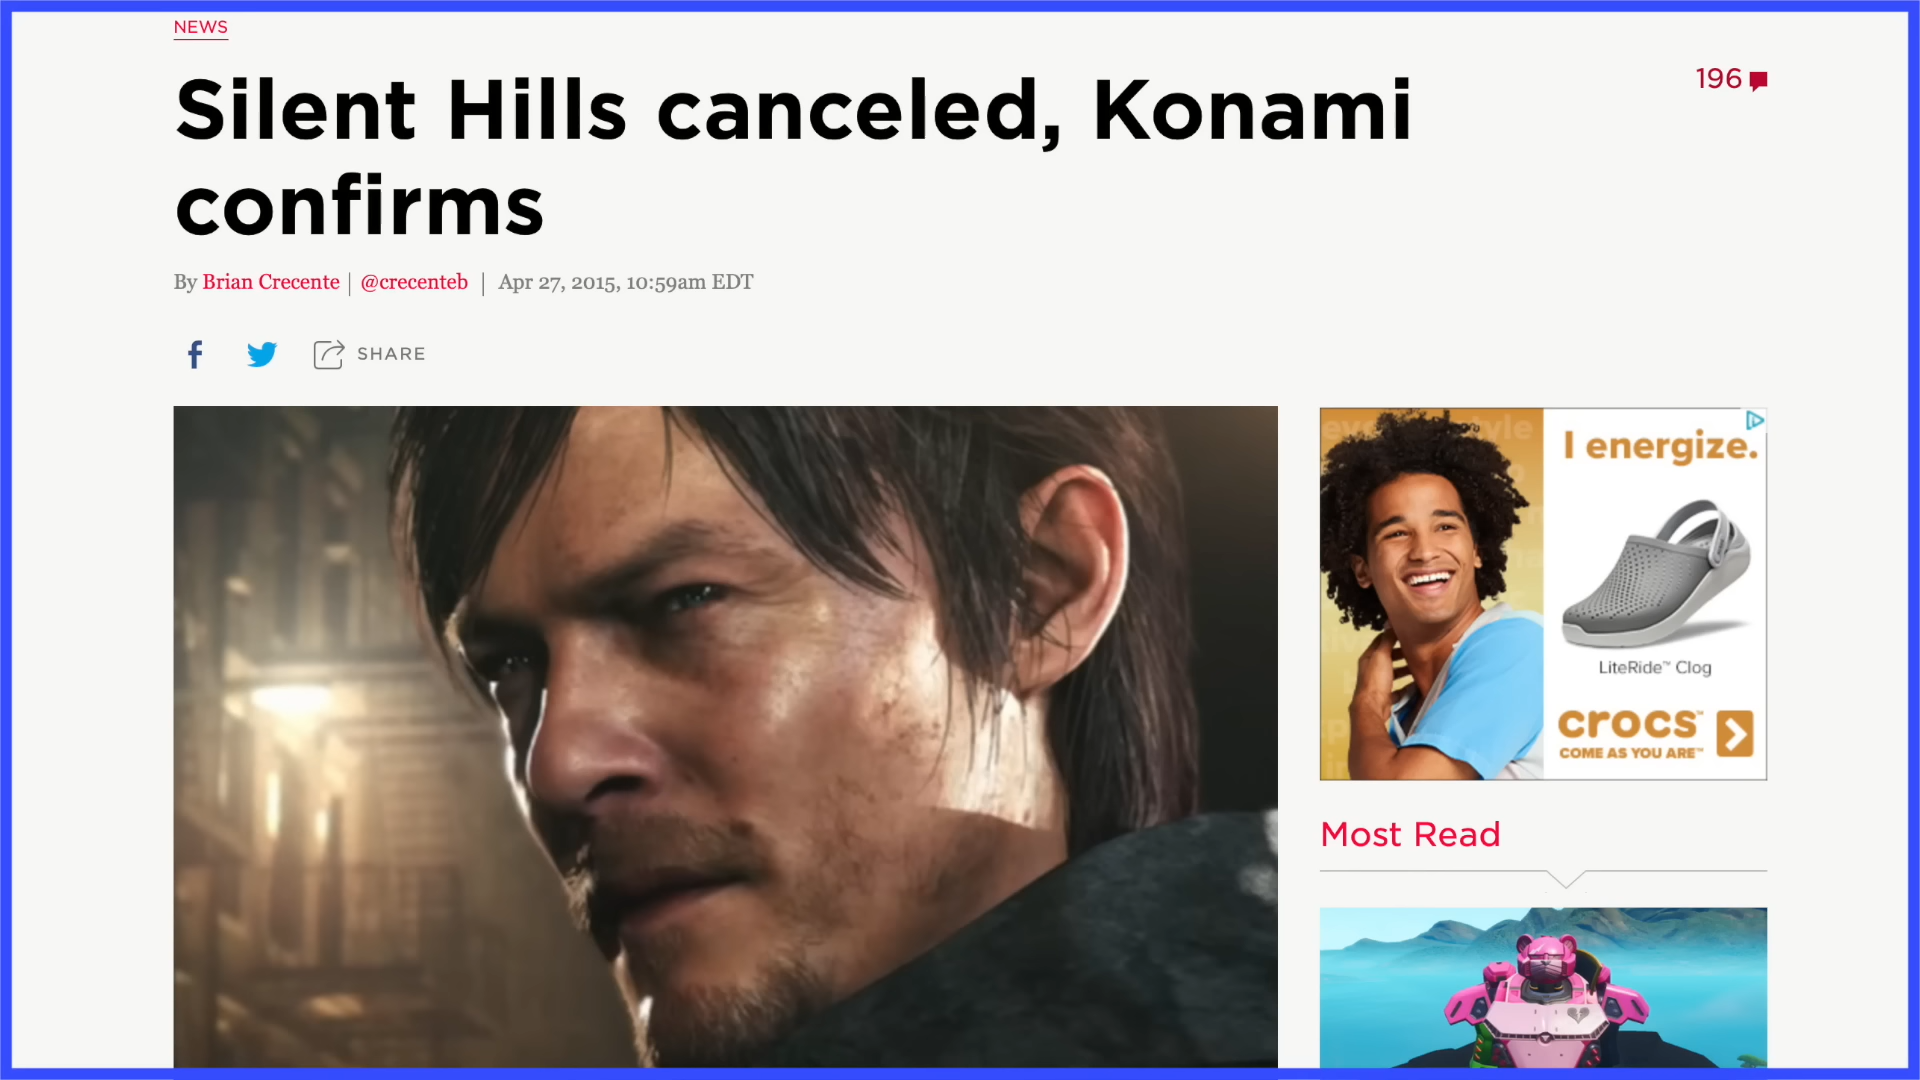 NEWS
Silent Hills canceled, Konami
confirms
196
By Brian Crecente | @crecenteb | Apr 27, 2015, 10:59am EDT
SHARE
I energize.
LiteRide™ Clog
crocs™
COME AS YOU ARE™
Most Read